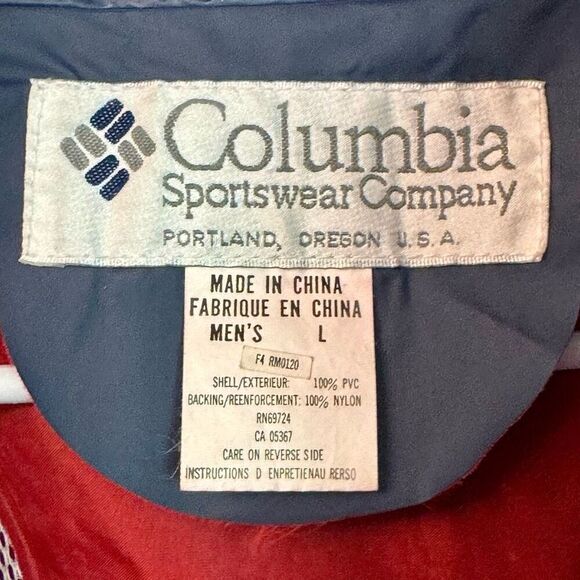 Columbia
Sportswear Company
PORTLAND, OREGON U.S.A.
MADE IN CHINA
FABRIQUE EN CHINA
MEN'S L
F4 RM0120
SHELL/EXTERIEUR: 100% PVC
BACKING/REENFORCEMENT: 100% NYLON
RN69724
CA 05367
CARE ON REVERSE SIDE
INSTRUCTIONS D ENPRETIENAU RERSO